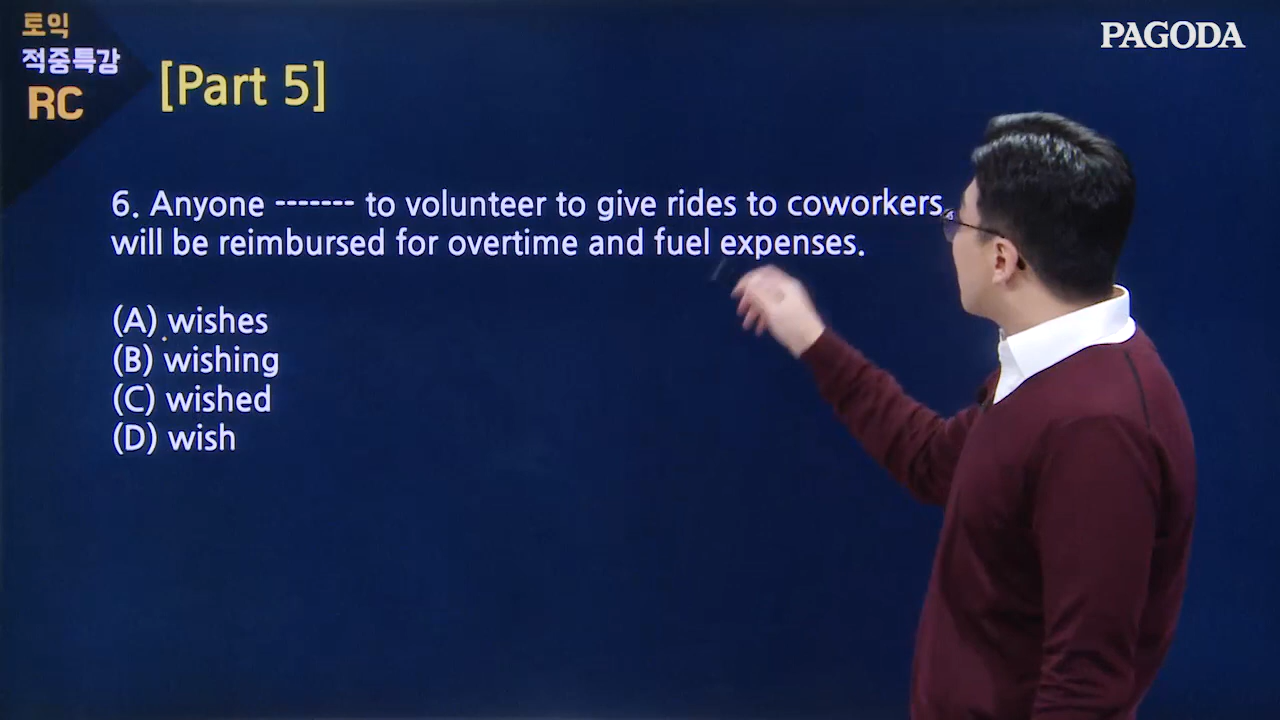 토익
적중특강
RC
PAGODA
[Part 5]
6. Anyone ------- to volunteer to give rides to coworkers
will be reimbursed for overtime and fuel expenses.
(A) wishes
(B) wishing
(C) wished
(D) wish